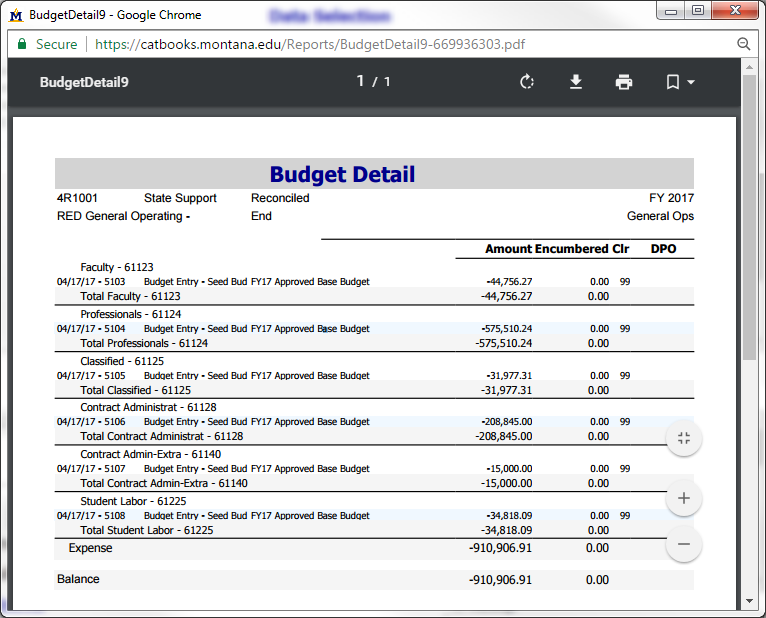 BudgetDetail9 - Google Chrome
Data Selection
Secure | https://catbooks.montana.edu/Reports/BudgetDetail9-669936303.pdf
BudgetDetail9 1 / 1
Budget Detail
4R1001 State Support Reconciled FY 2017
RED General Operating - End General Ops
Amount Encumbered Clr DPO
Faculty - 61123
04/17/17 - 5103 Budget Entry - Seed Bud FY17 Approved Base Budget -44,756.27 0.00 99
Total Faculty - 61123 -44,756.27 0.00
Professionals - 61124
04/17/17 - 5104 Budget Entry - Seed Bud FY17 Approved Base Budget -575,510.24 0.00 99
Total Professionals - 61124 -575,510.24 0.00
Classified - 61125
04/17/17 - 5105 Budget Entry - Seed Bud FY17 Approved Base Budget -31,977.31 0.00 99
Total Classified - 61125 -31,977.31 0.00
Contract Administrat - 61128
04/17/17 - 5106 Budget Entry - Seed Bud FY17 Approved Base Budget -208,845.00 0.00 99
Total Contract Administrat - 61128 -208,845.00 0.00
Contract Admin-Extra - 61140
04/17/17 - 5107 Budget Entry - Seed Bud FY17 Approved Base Budget -15,000.00 0.00 99
Total Contract Admin-Extra - 61140 -15,000.00 0.00
Student Labor - 61225
04/17/17 - 5108 Budget Entry - Seed Bud FY17 Approved Base Budget -34,818.09 0.00 99
Total Student Labor - 61225 -34,818.09 0.00
Expense -910,906.91 0.00
Balance -910,906.91 0.00